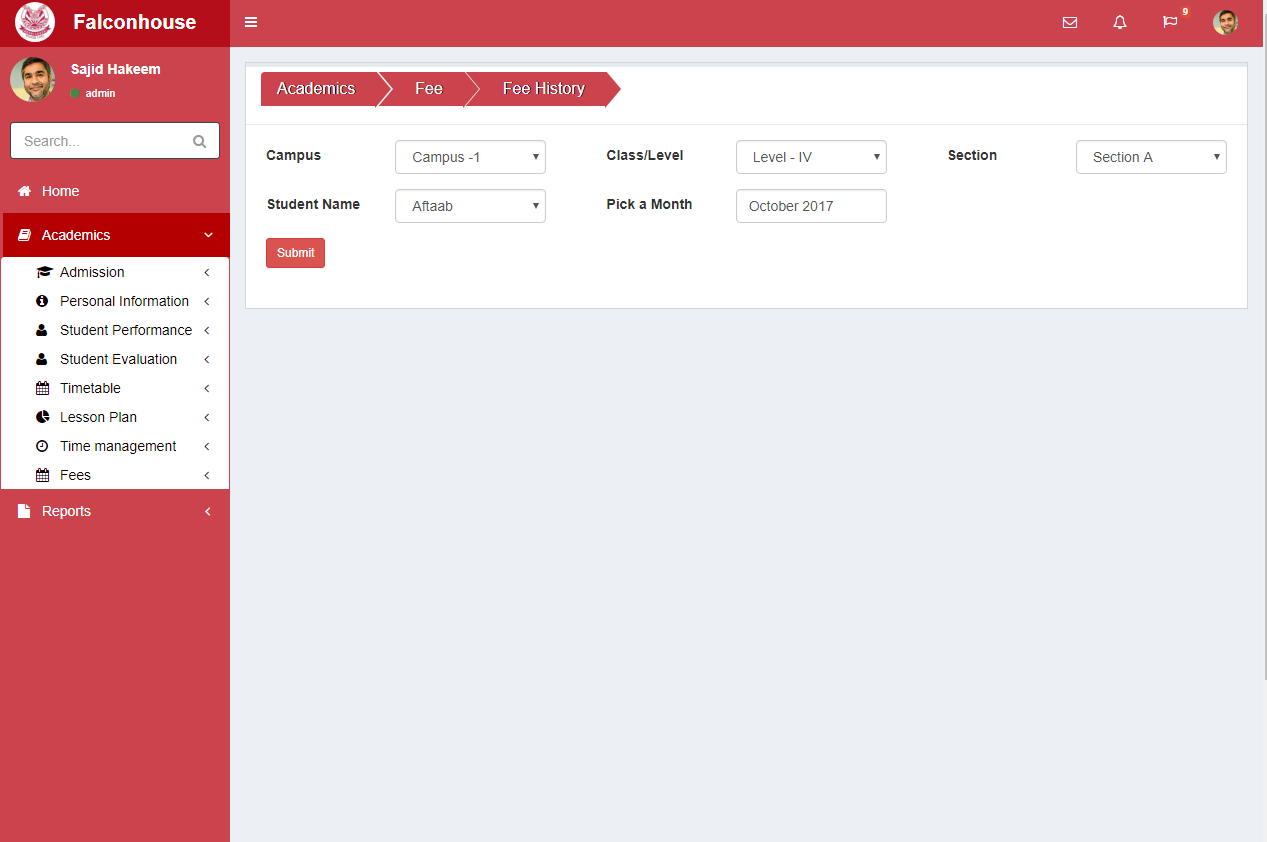 Falconhouse
9
Sajid Hakeem
admin
Search...
Home
Academics
Admission
Personal Information
Student Performance
Student Evaluation
Timetable
Lesson Plan
Time management
Fees
Reports
Academics Fee Fee History
Campus Campus -1 Class/Level Level - IV Section Section A
Student Name Aftaab Pick a Month October 2017
Submit